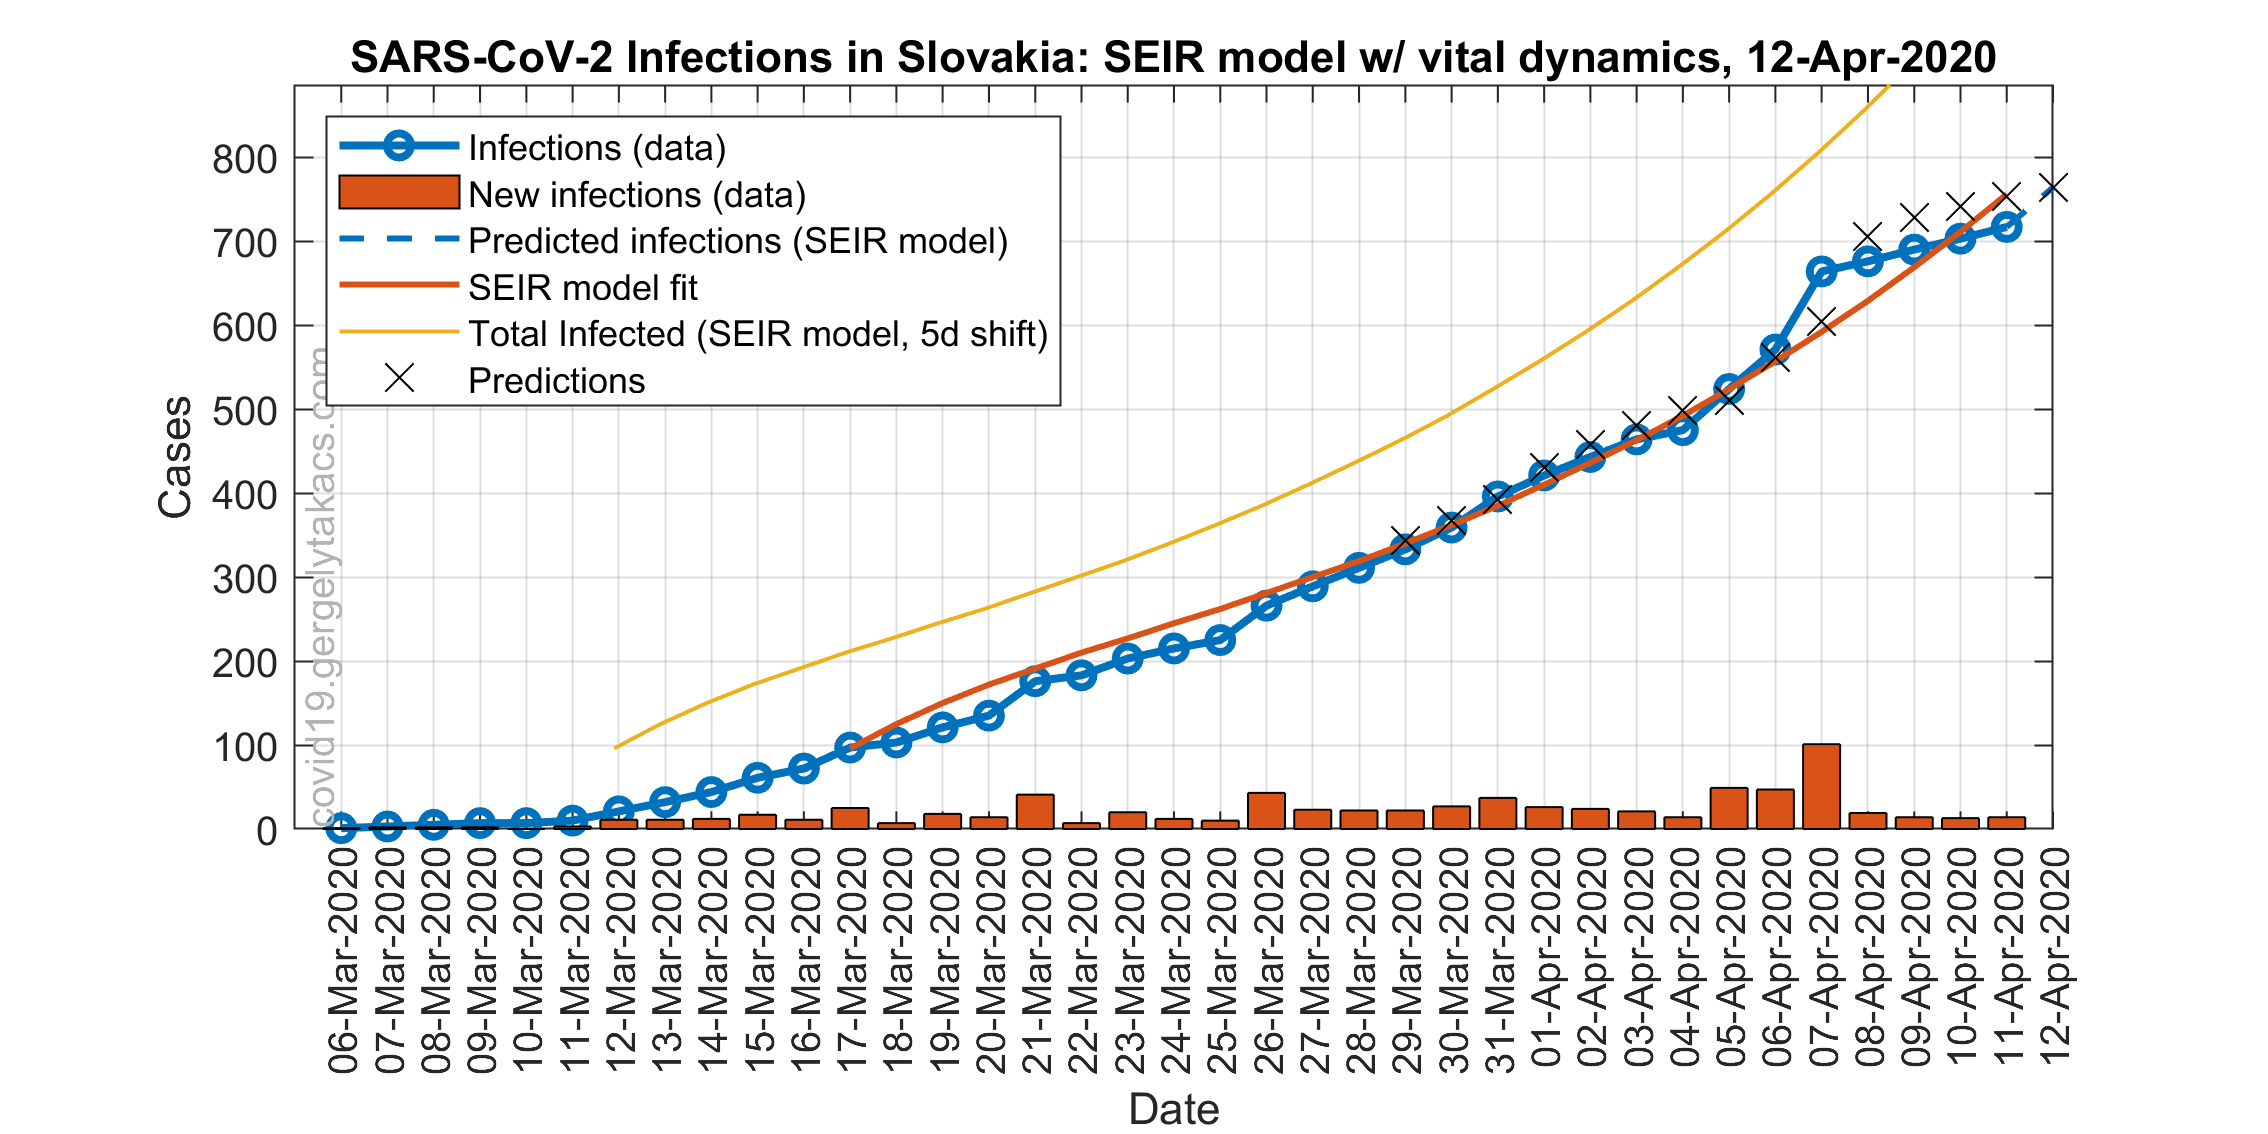 SARS-CoV-2 Infections in Slovakia: SEIR model w/ vital dynamics, 12-Apr-2020
Infections (data)
New infections (data)
Predicted infections (SEIR model)
SEIR model fit
Total Infected (SEIR model, 5d shift)
Predictions
covid19.gergelytakacs.com
Cases
800
700
600
500
400
300
200
100
0
06-Mar-2020
07-Mar-2020
08-Mar-2020
09-Mar-2020
10-Mar-2020
11-Mar-2020
12-Mar-2020
13-Mar-2020
14-Mar-2020
15-Mar-2020
16-Mar-2020
17-Mar-2020
18-Mar-2020
19-Mar-2020
20-Mar-2020
21-Mar-2020
22-Mar-2020
23-Mar-2020
24-Mar-2020
25-Mar-2020
26-Mar-2020
27-Mar-2020
28-Mar-2020
29-Mar-2020
30-Mar-2020
31-Mar-2020
01-Apr-2020
02-Apr-2020
03-Apr-2020
04-Apr-2020
05-Apr-2020
06-Apr-2020
07-Apr-2020
08-Apr-2020
09-Apr-2020
10-Apr-2020
11-Apr-2020
12-Apr-2020
Date